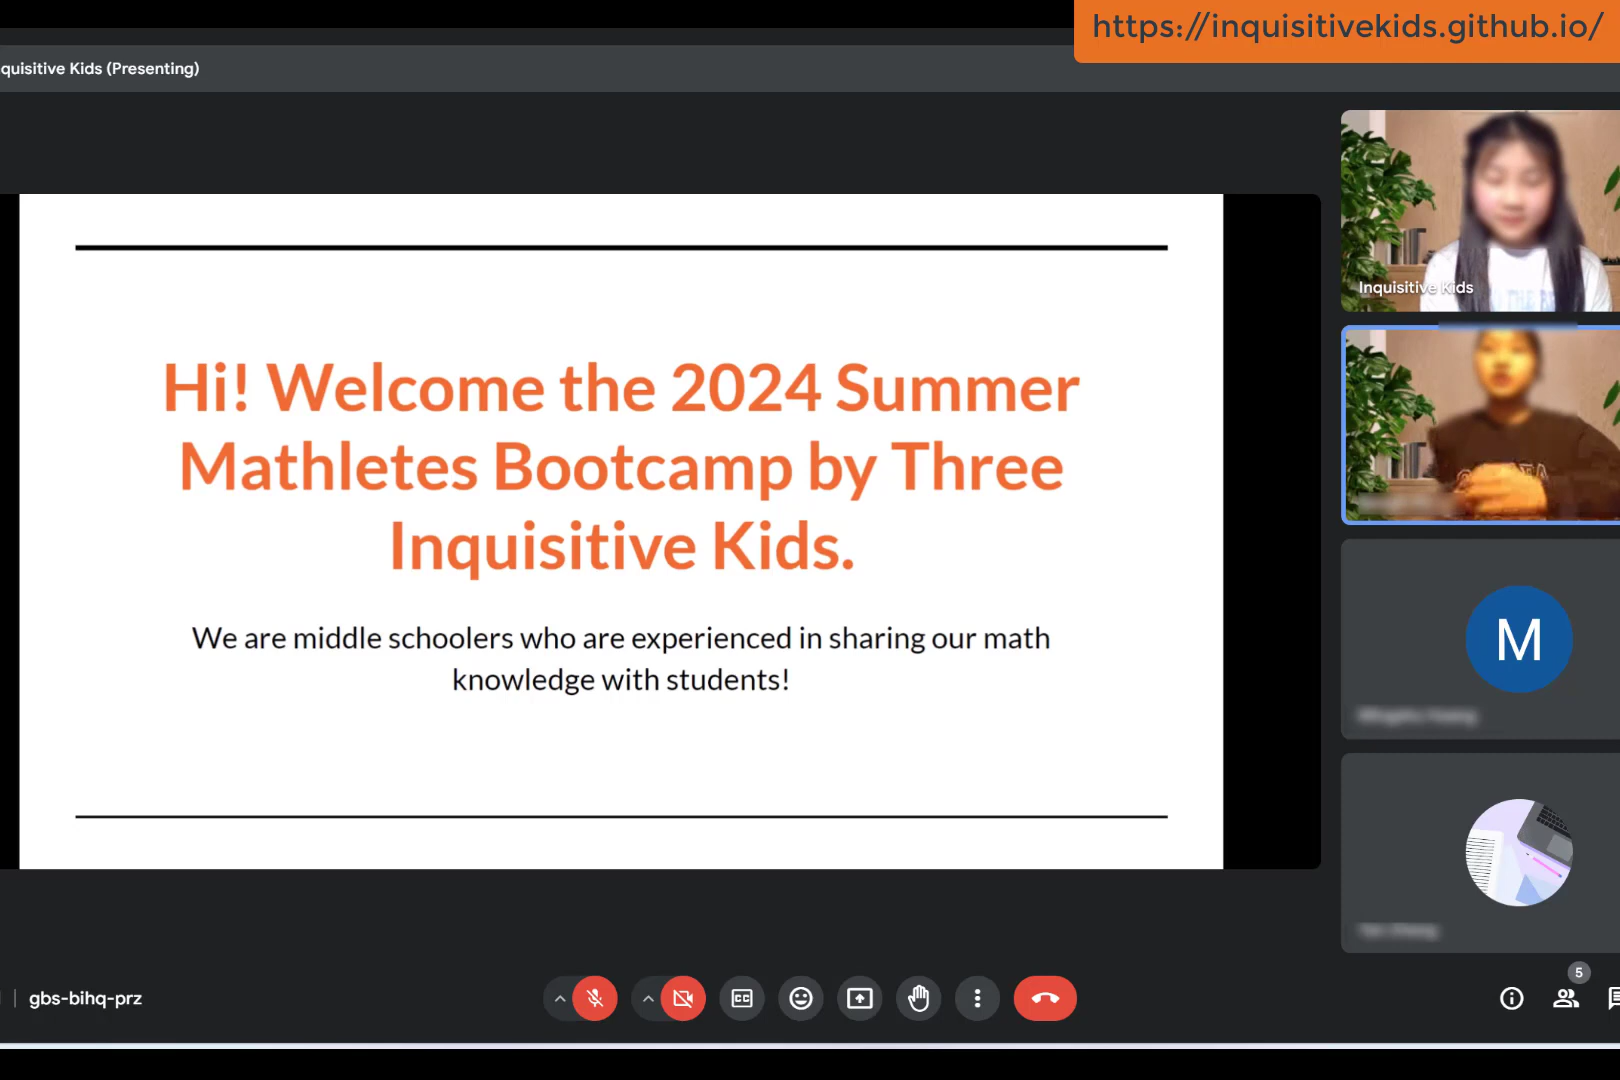 https://inquisitivekids.github.io/
quisitive Kids (Presenting)
Inquisitive Kids
Hi! Welcome the 2024 Summer
Mathletes Bootcamp by Three
Inquisitive Kids.
We are middle schoolers who are experienced in sharing our math
knowledge with students!
M
gbs-bihq-prz
CC
5